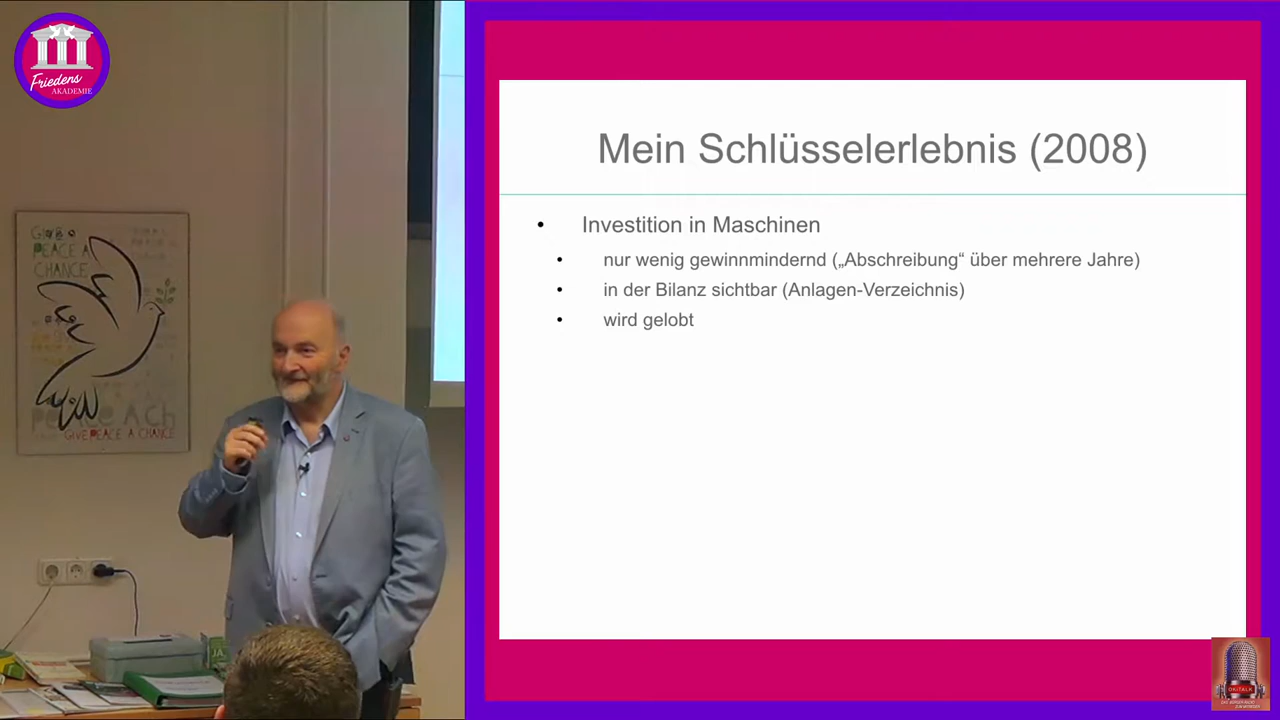 Friedens
AKADEMIE
Mein Schlüsselerlebnis (2008)
• Investition in Maschinen
• nur wenig gewinnmindernd („Abschreibung“ über mehrere Jahre)
• in der Bilanz sichtbar (Anlagen-Verzeichnis)
• wird gelobt
PEACE A
CHANCE
GIVE PEACE A CHANCE
JA